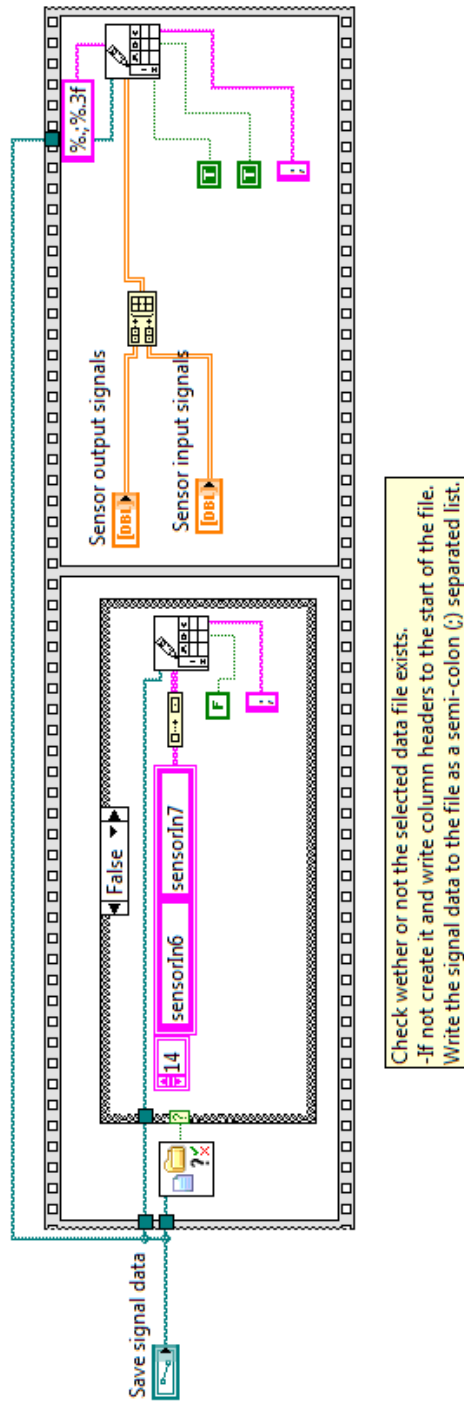 Save signal data
False
14
sensorIn6
sensorIn7
F
Sensor output signals
[DBL]
Sensor input signals
[DBL]
%.;%.3f
T
T
Check wether or not the selected data file exists.
-If not create it and write column headers to the start of the file.
Write the signal data to the file as a semi-colon (;) separated list.